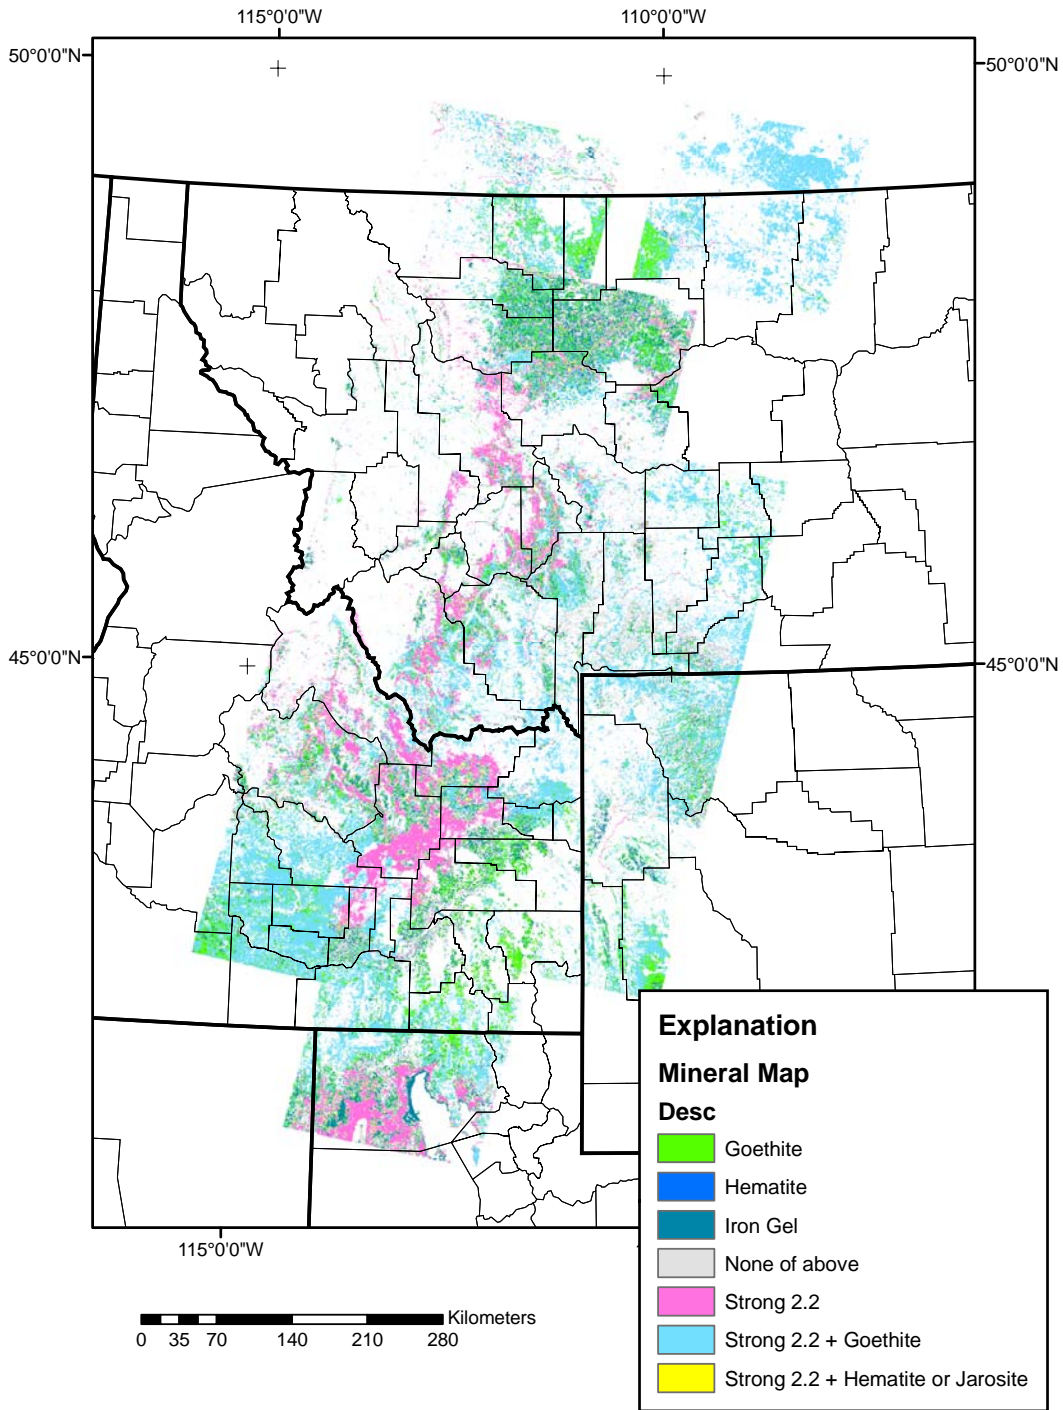 115°0'0"W 110°0'0"W
50°0'0"N 50°0'0"N
45°0'0"N 45°0'0"N
115°0'0"W
Explanation
Mineral Map
Desc
Goethite
Hematite
Iron Gel
None of above
Strong 2.2
Strong 2.2 + Goethite
Strong 2.2 + Hematite or Jarosite
Kilometers
0 35 70 140 210 280